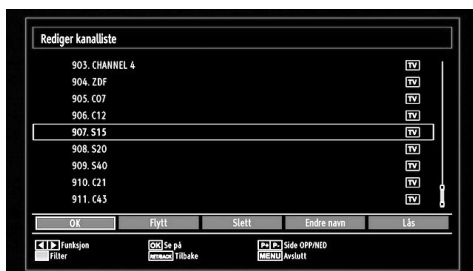 Rediger kanalliste
903. CHANNEL 4 TV
904. ZDF TV
905. C07 TV
906. C12 TV
907. S15 TV
908. S20 TV
909. S40 TV
910. C21 TV
911. C43 TV
OK Flytt Slett Endre navn Lås
Funksjon OK Se på P+ P- Side OPP/NED
Filter RET/BACK Tilbake MENU Avslutt